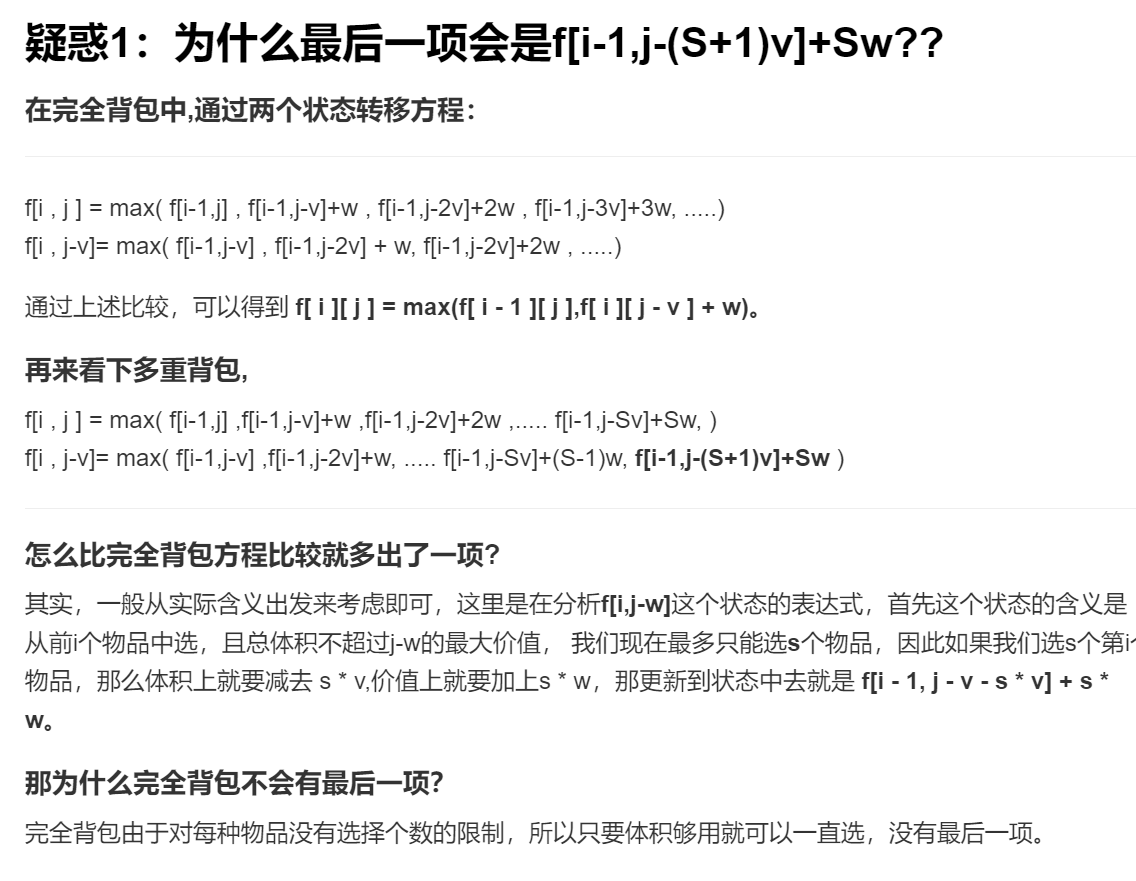 疑惑1：为什么最后一项会是f[i-1,j-(S+1)v]+Sw??
在完全背包中,通过两个状态转移方程：
f[i , j ] = max( f[i-1,j] , f[i-1,j-v]+w , f[i-1,j-2v]+2w , f[i-1,j-3v]+3w, .....)
f[i , j-v]= max( f[i-1,j-v] , f[i-1,j-2v] + w, f[i-1,j-2v]+2w , .....)
通过上述比较，可以得到 f[ i ][ j ] = max(f[ i - 1 ][ j ],f[ i ][ j - v ] + w)。
再来看下多重背包,
f[i , j ] = max( f[i-1,j] ,f[i-1,j-v]+w ,f[i-1,j-2v]+2w ,..... f[i-1,j-Sv]+Sw, )
f[i , j-v]= max( f[i-1,j-v] ,f[i-1,j-2v]+w, ..... f[i-1,j-Sv]+(S-1)w, f[i-1,j-(S+1)v]+Sw )
怎么比完全背包方程比较就多出了一项?
其实，一般从实际含义出发来考虑即可，这里是在分析f[i,j-w]这个状态的表达式，首先这个状态的含义是
从前i个物品中选，且总体积不超过j-w的最大价值， 我们现在最多只能选s个物品，因此如果我们选s个第i
物品，那么体积上就要减去 s * v,价值上就要加上s * w，那更新到状态中去就是 f[i - 1, j - v - s * v] + s *
w。
那为什么完全背包不会有最后一项?
完全背包由于对每种物品没有选择个数的限制，所以只要体积够用就可以一直选，没有最后一项。